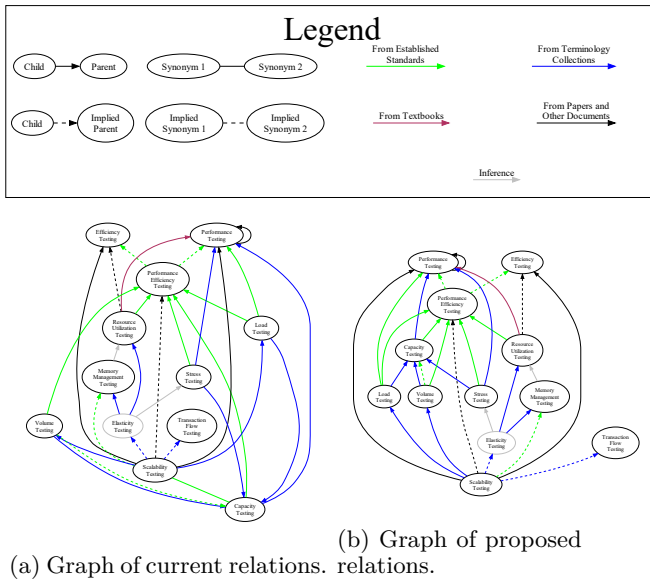 Legend
Child
Parent
Synonym 1
Synonym 2
From Established
Standards
From Terminology
Collections
Child
Implied
Parent
Implied
Synonym 1
Implied
Synonym 2
From Textbooks
From Papers and
Other Documents
Inference
Efficiency
Testing
Performance
Testing
Performance
Efficiency
Testing
Resource
Utilization
Testing
Load
Testing
Memory
Management
Testing
Stress
Testing
Volume
Testing
Elasticity
Testing
Transaction
Flow
Testing
Scalability
Testing
Capacity
Testing
(a) Graph of current relations.
Performance
Testing
Efficiency
Testing
Performance
Efficiency
Testing
Capacity
Testing
Resource
Utilization
Testing
Load
Testing
Volume
Testing
Stress
Testing
Memory
Management
Testing
Elasticity
Testing
Transaction
Flow
Testing
Scalability
Testing
(b) Graph of proposed
relations.